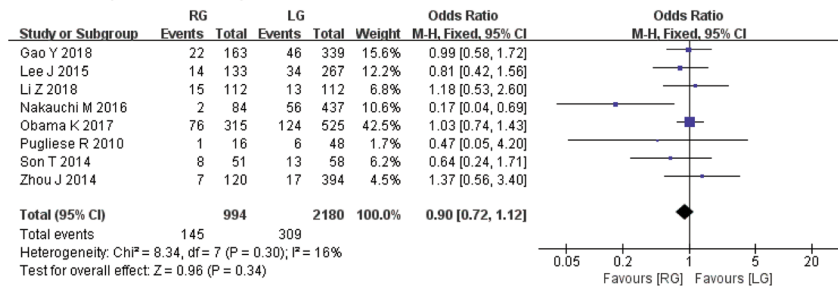 RG LG Odds Ratio Odds Ratio
Study or Subgroup Events Total Events Total Weight M-H, Fixed, 95% CI M-H, Fixed, 95% CI
Gao Y 2018 22 163 46 339 15.6% 0.99 [0.58, 1.72]
Lee J 2015 14 133 34 267 12.2% 0.81 [0.42, 1.56]
Li Z 2018 15 112 13 112 6.8% 1.18 [0.53, 2.60]
Nakauchi M 2016 2 84 56 437 10.6% 0.17 [0.04, 0.69]
Obama K 2017 76 315 124 525 42.5% 1.03 [0.74, 1.43]
Pugliese R 2010 1 16 6 48 1.7% 0.47 [0.05, 4.20]
Son T 2014 8 51 13 58 6.2% 0.64 [0.24, 1.71]
Zhou J 2014 7 120 17 394 4.5% 1.37 [0.56, 3.40]
Total (95% CI) 994 2180 100.0% 0.90 [0.72, 1.12]
Total events 145 309
Heterogeneity: Chi² = 8.34, df = 7 (P = 0.30); I² = 16%
Test for overall effect: Z = 0.96 (P = 0.34)
0.05 0.2 1 5 20
Favours [RG] Favours [LG]